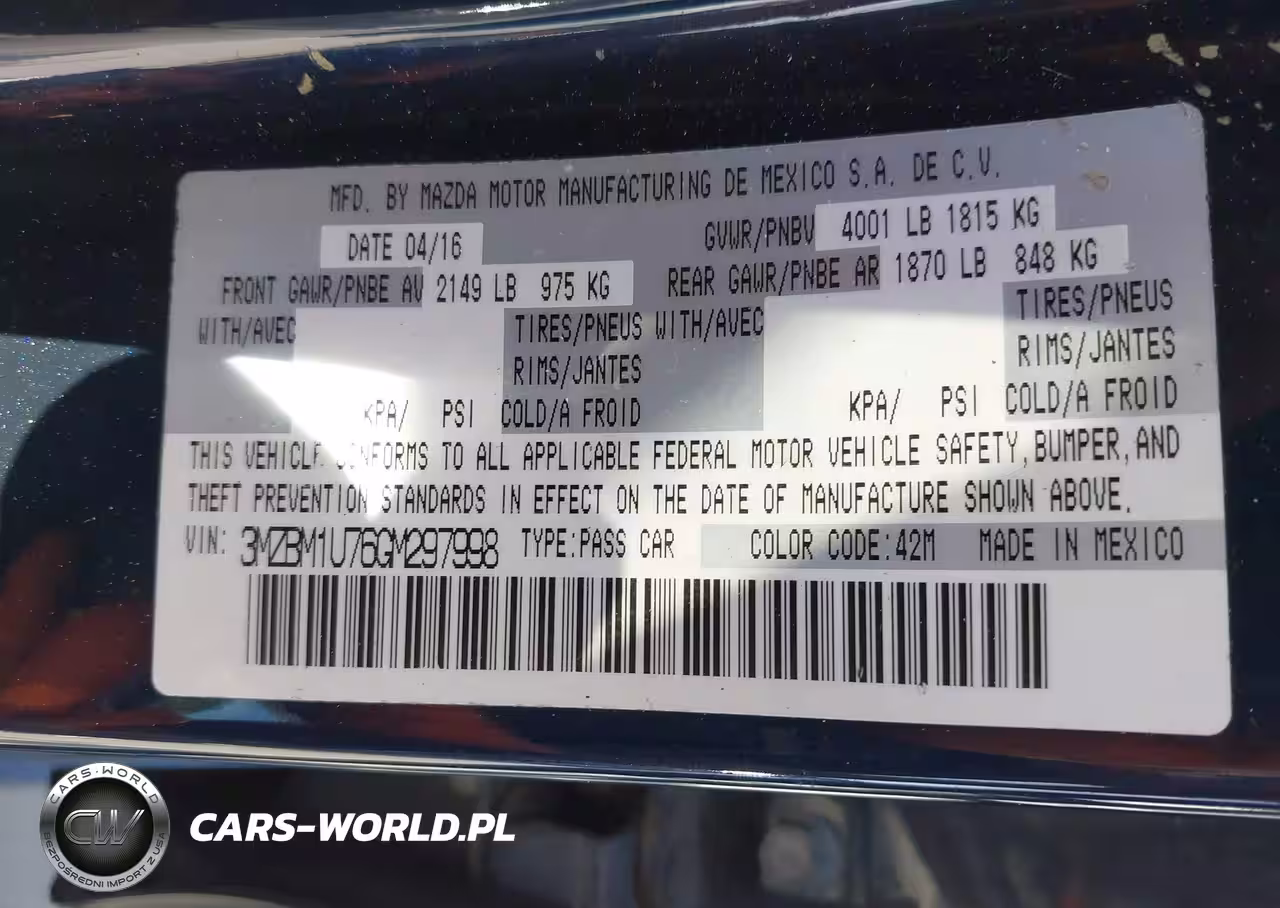 MFD. BY MAZDA MOTOR MANUFACTURING DE MEXICO S.A. DE C.V.
DATE 04/16 GVWR/PNBV 4001 LB 1815 KG
FRONT GAWR/PNBE AV 2149 LB 975 KG REAR GAWR/PNBE AR 1870 LB 848 KG
WITH/AVEC TIRES/PNEUS WITH/AVEC TIRES/PNEUS
RIMS/JANTES RIMS/JANTES
KPA/ PSI COLD/A FROID KPA/ PSI COLD/A FROID
THIS VEHICLE CONFORMS TO ALL APPLICABLE FEDERAL MOTOR VEHICLE SAFETY, BUMPER, AND
THEFT PREVENTION STANDARDS IN EFFECT ON THE DATE OF MANUFACTURE SHOWN ABOVE.
VIN: 3MZBM1U76GM297998 TYPE:PASS CAR COLOR CODE:42M MADE IN MEXICO
CARS-WORLD
CW
BEZPOŚREDNI IMPORT Z USA
CARS-WORLD.PL